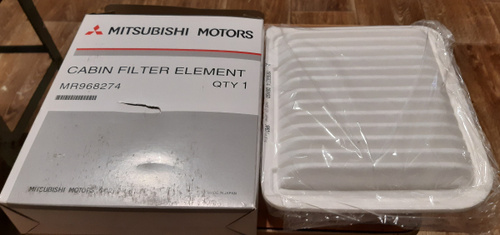 MITSUBISHI MOTORS
CABIN FILTER ELEMENT
MR968274 QTY 1
MITSUBISHI MOTORS